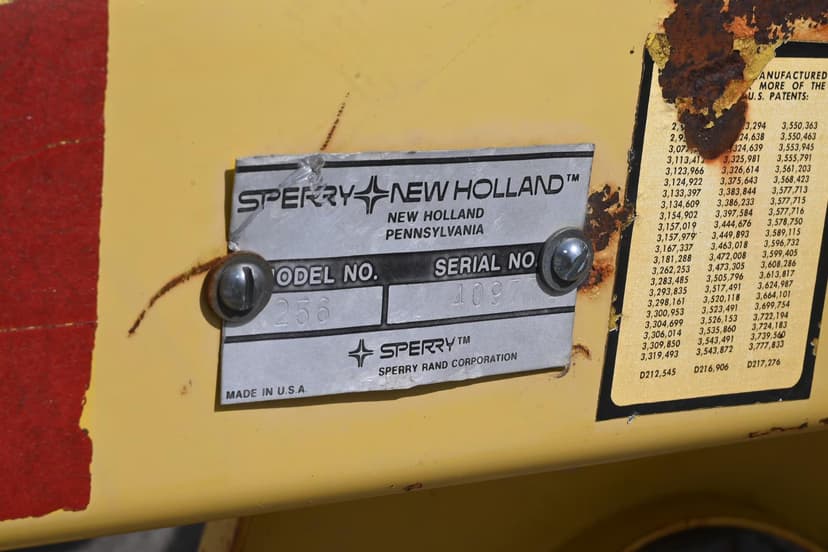 SPERRY NEW HOLLAND™
NEW HOLLAND
PENNSYLVANIA
MODEL NO. SERIAL NO.
256
SPERRY™
SPERRY RAND CORPORATION
MADE IN U.S.A.
MANUFACTURED
MORE OF THE
U.S. PATENTS:
3,550,363
3,550,463
3,324,639 3,553,945
3,113,412 3,325,981 3,555,791
3,123,966 3,326,614 3,561,203
3,124,922 3,375,643 3,568,423
3,133,397 3,383,844 3,577,713
3,134,609 3,386,233 3,577,715
3,154,902 3,397,584 3,577,716
3,157,019 3,444,676 3,578,750
3,157,979 3,449,893 3,589,115
3,167,337 3,463,018 3,596,732
3,181,288 3,472,008 3,599,405
3,262,253 3,473,305 3,608,286
3,283,485 3,505,796 3,613,817
3,293,835 3,517,491 3,624,987
3,298,161 3,520,118 3,664,101
3,300,953 3,523,491 3,699,754
3,304,699 3,526,153 3,722,194
3,306,014 3,535,860 3,724,183
3,309,850 3,543,491 3,739,560
3,319,493 3,543,872 3,777,833
D212,545 D216,906 D217,276